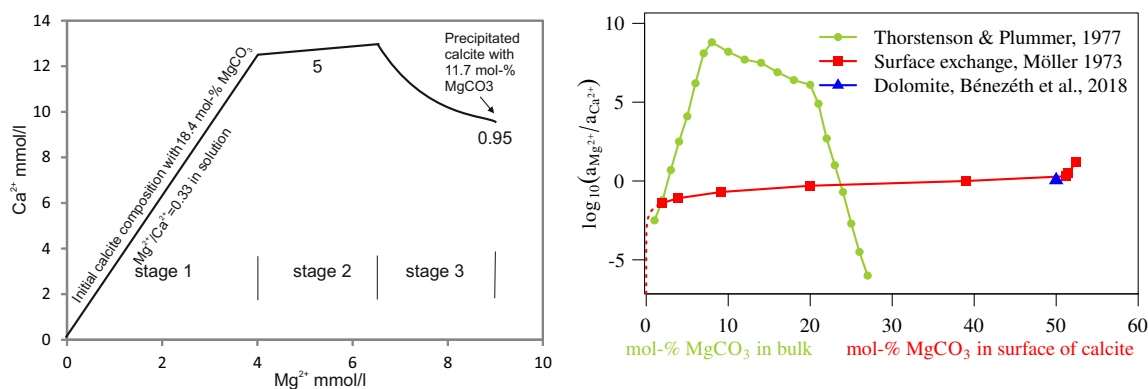 14
12
10
8
6
4
2
0
0
2
4
6
8
10
Ca²⁺ mmol/l
Mg²⁺ mmol/l
Initial calcite composition with 18.4 mol-% MgCO₃
Mg²⁺/Ca²⁺=0.33 in solution
5
Precipitated
calcite with
11.7 mol-%
MgCO3
0.95
stage 1
stage 2
stage 3
10
5
0
-5
log₁₀(a_Mg²⁺/a_Ca²⁺)
Thorstenson & Plummer, 1977
Surface exchange, Möller 1973
Dolomite, Bénezéth et al., 2018
0
10
20
30
40
50
60
mol-% MgCO₃ in bulk
mol-% MgCO₃ in surface of calcite